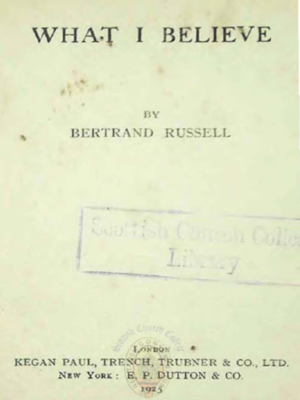 WHAT I BELIEVE
BY
BERTRAND RUSSELL
Scottish Church College
Library
LONDON
KEGAN PAUL, TRENCH, TRUBNER & CO., LTD.
NEW YORK: E. P. DUTTON & CO.
1925